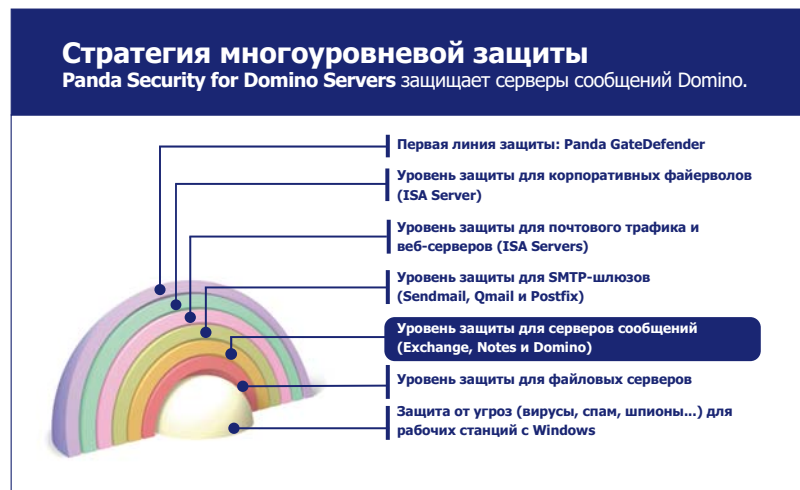 Стратегия многоуровневой защиты
Panda Security for Domino Servers защищает серверы сообщений Domino.
Первая линия защиты: Panda GateDefender
Уровень защиты для корпоративных файерволов
(ISA Server)
Уровень защиты для почтового трафика и
веб-серверов (ISA Servers)
Уровень защиты для SMTP-шлюзов
(Sendmail, Qmail и Postfix)
Уровень защиты для серверов сообщений
(Exchange, Notes и Domino)
Уровень защиты для файловых серверов
Защита от угроз (вирусы, спам, шпионы...) для
рабочих станций с Windows